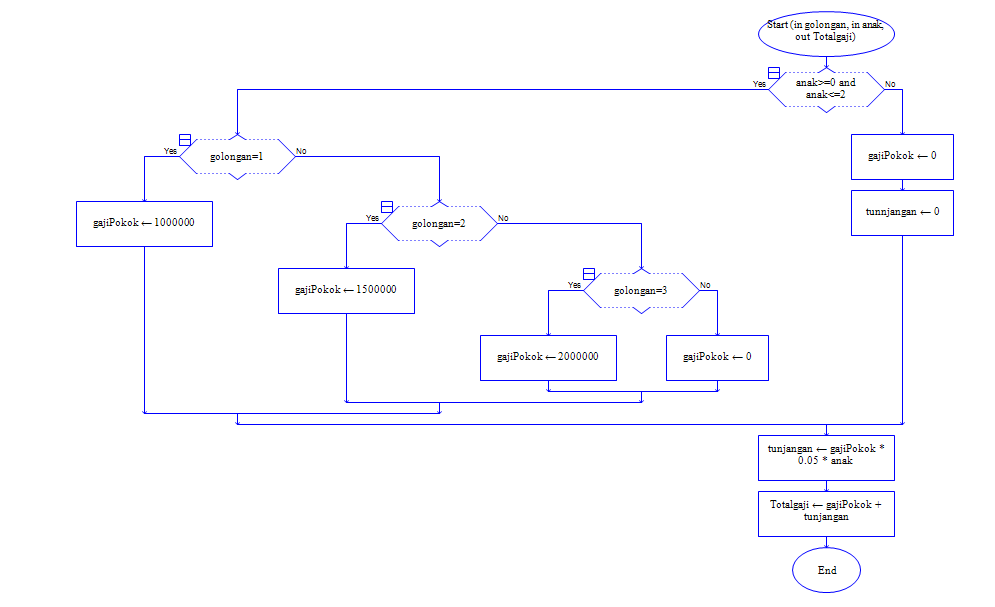 Start (in golongan, in anak,
out Totalgaji)
anak>=0 and
anak<=2
Yes
No
golongan=1
Yes
No
gajiPokok ← 0
gajiPokok ← 1000000
golongan=2
Yes
No
tunnjangan ← 0
gajiPokok ← 1500000
golongan=3
Yes
No
gajiPokok ← 2000000
gajiPokok ← 0
tunjangan ← gajiPokok *
0.05 * anak
Totalgaji ← gajiPokok +
tunjangan
End